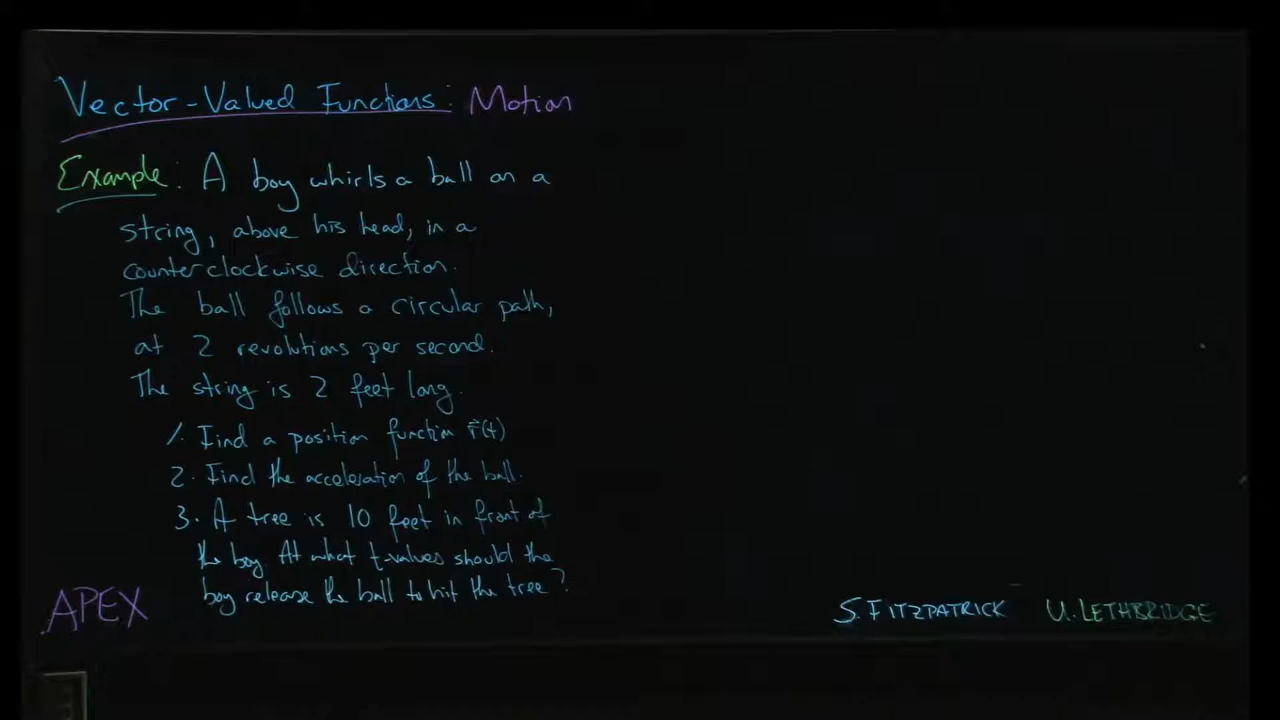 Vector-Valued Functions: Motion
Example: A boy whirls a ball on a
string, above his head, in a
counterclockwise direction.
The ball follows a circular path,
at 2 revolutions per second.
The string is 2 feet long.
1. Find a position function r⃗(t)
2. Find the acceleration of the ball.
3. A tree is 10 feet in front of
the boy. At what t-values should the
boy release the ball to hit the tree?
APEX
S. FITZPATRICK U. LETHBRIDGE